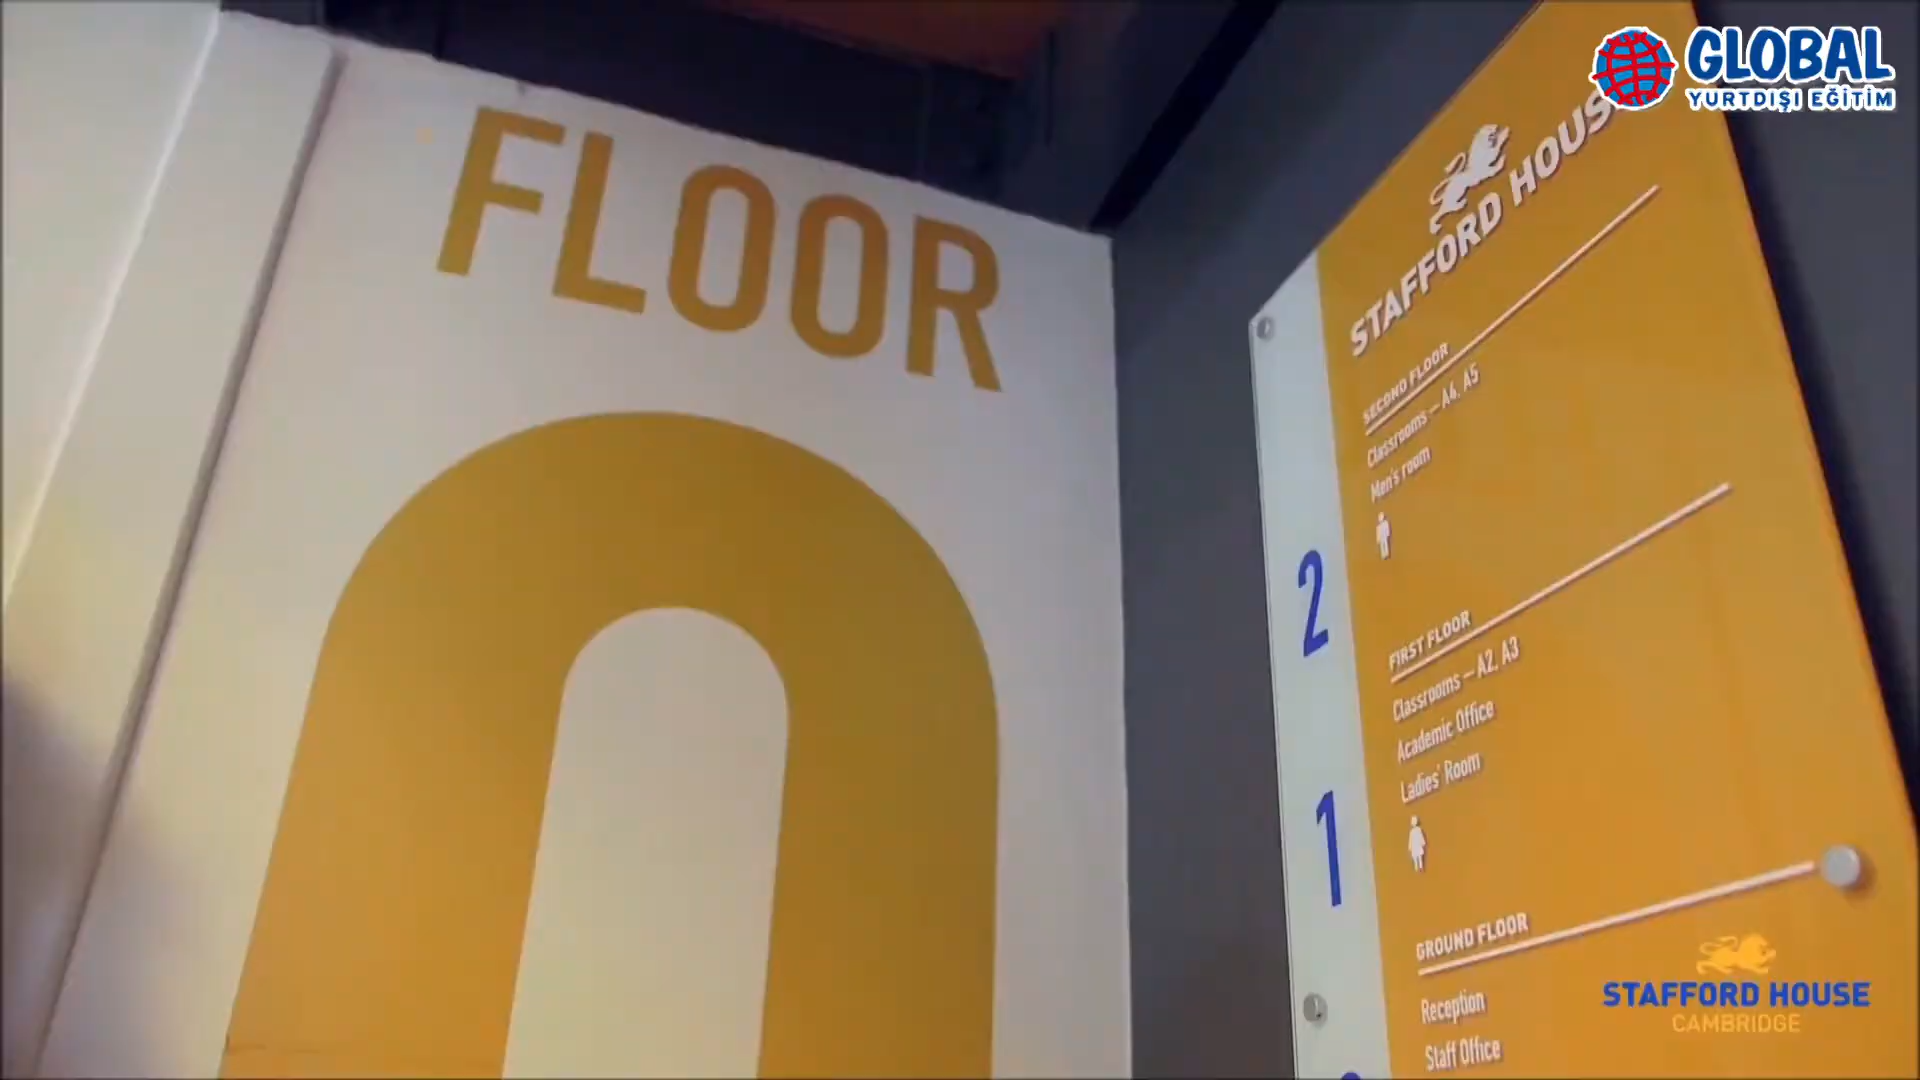 FLOOR
GLOBAL
YURTDIŞI EĞİTİM
STAFFORD HOUSE
SECOND FLOOR
Classrooms – A4, A5
Men's room
2
FIRST FLOOR
Classrooms – A2, A3
Academic Office
Ladies' Room
1
GROUND FLOOR
Reception
Staff Office
STAFFORD HOUSE
CAMBRIDGE